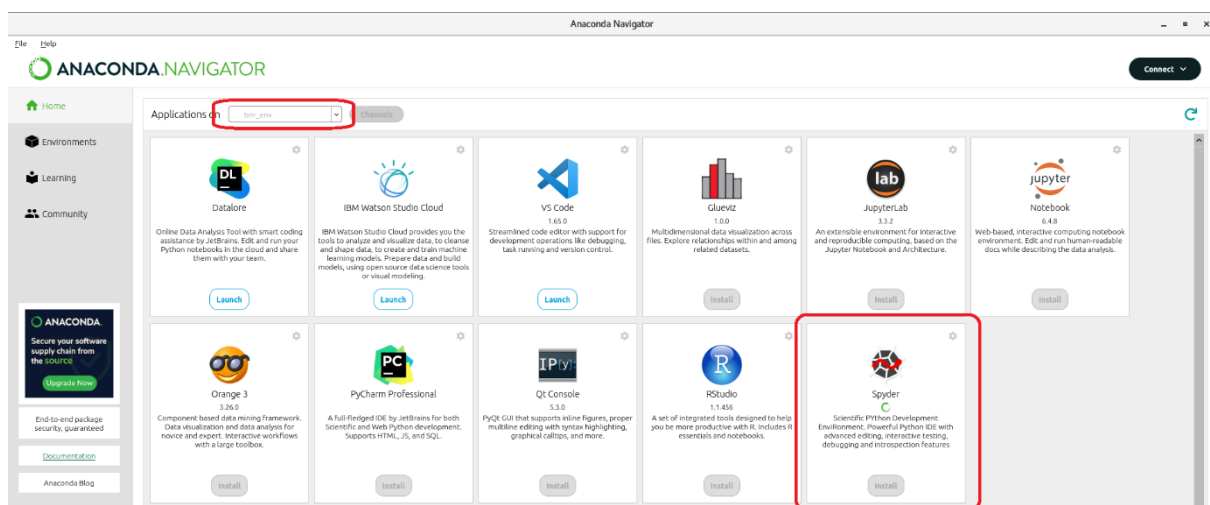 Anaconda Navigator
File Help
ANACONDA.NAVIGATOR
Connect
Home
Applications on bsr_env Channels
Environments
Learning
Community
DL
Datalore
Online Data Analysis Tool with smart coding
assistance by JetBrains. Edit and run your
Python notebooks in the cloud and share
them with your team.
Launch
IBM Watson Studio Cloud
IBM Watson Studio Cloud provides you the
tools to analyze and visualize data, to cleanse
and shape data, to create and train machine
learning models. Prepare data and build
models, using open source data science tools
or visual modeling.
Launch
VS Code
1.65.0
Streamlined code editor with support for
development operations like debugging,
task running and version control.
Launch
Glueviz
1.0.0
Multidimensional data visualization across
files. Explore relationships within and among
related datasets.
Install
lab
JupyterLab
3.3.2
An extensible environment for interactive
and reproducible computing, based on the
Jupyter Notebook and Architecture.
Install
jupyter
Notebook
6.4.8
Web-based, interactive computing notebook
environment. Edit and run human-readable
docs while describing the data analysis.
Install
ANACONDA.
Secure your software
supply chain from
the source
Upgrade Now
End-to-end package
security, guaranteed
Documentation
Anaconda Blog
Orange 3
3.26.0
Component based data mining framework.
Data visualization and data analysis for
novice and expert. Interactive workflows
with a large toolbox.
Install
PC
PyCharm Professional
A full-fledged IDE by JetBrains for both
Scientific and Web Python development.
Supports HTML, JS, and SQL.
Install
IP[y]:
Qt Console
5.3.0
PyQt GUI that supports inline figures, proper
multiline editing with syntax highlighting,
graphical calltips, and more.
Install
R
RStudio
1.1.456
A set of integrated tools designed to help
you be more productive with R. Includes R
essentials and notebooks.
Install
Spyder
Scientific PYthon Development
EnviRonment. Powerful Python IDE with
advanced editing, interactive testing,
debugging and introspection features
Install